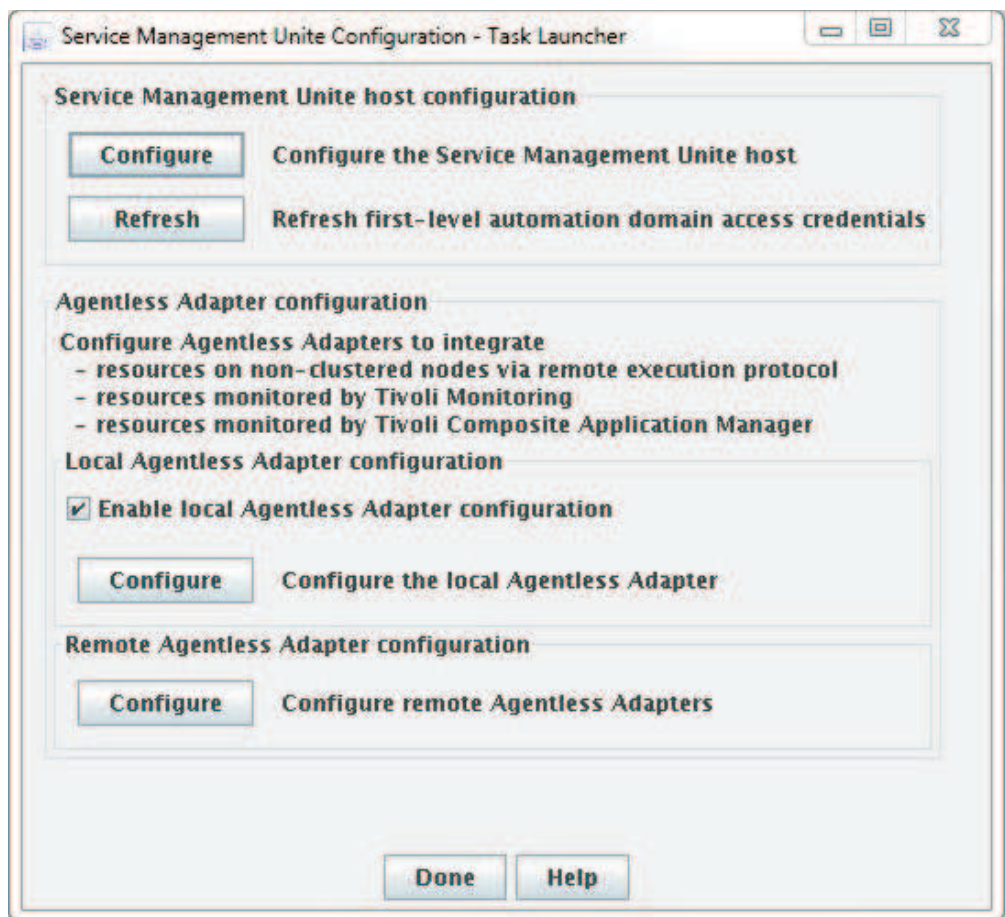 Service Management Unite Configuration - Task Launcher
Service Management Unite host configuration
Configure Configure the Service Management Unite host
Refresh Refresh first-level automation domain access credentials
Agentless Adapter configuration
Configure Agentless Adapters to integrate
- resources on non-clustered nodes via remote execution protocol
- resources monitored by Tivoli Monitoring
- resources monitored by Tivoli Composite Application Manager
Local Agentless Adapter configuration
Enable local Agentless Adapter configuration
Configure Configure the local Agentless Adapter
Remote Agentless Adapter configuration
Configure Configure remote Agentless Adapters
Done Help